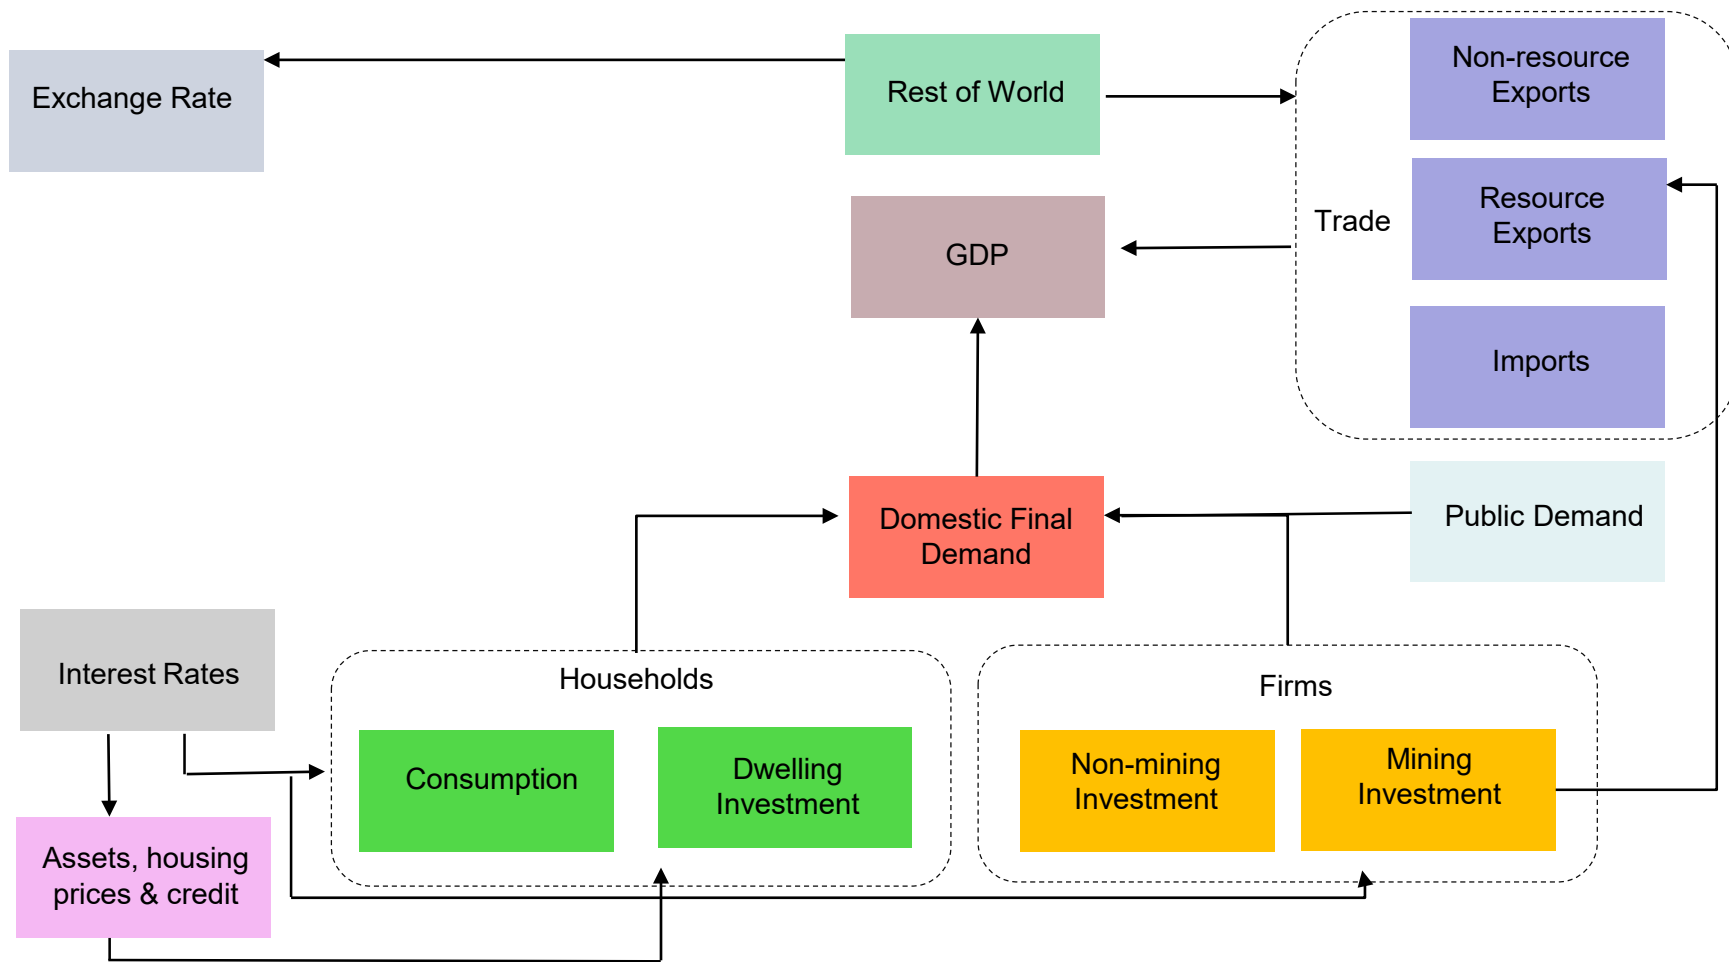 Exchange Rate
Rest of World
Non-resource
Exports
Trade
Resource
Exports
GDP
Imports
Domestic Final
Demand
Public Demand
Interest Rates
Households
Firms
Consumption
Dwelling
Investment
Non-mining
Investment
Mining
Investment
Assets, housing
prices & credit